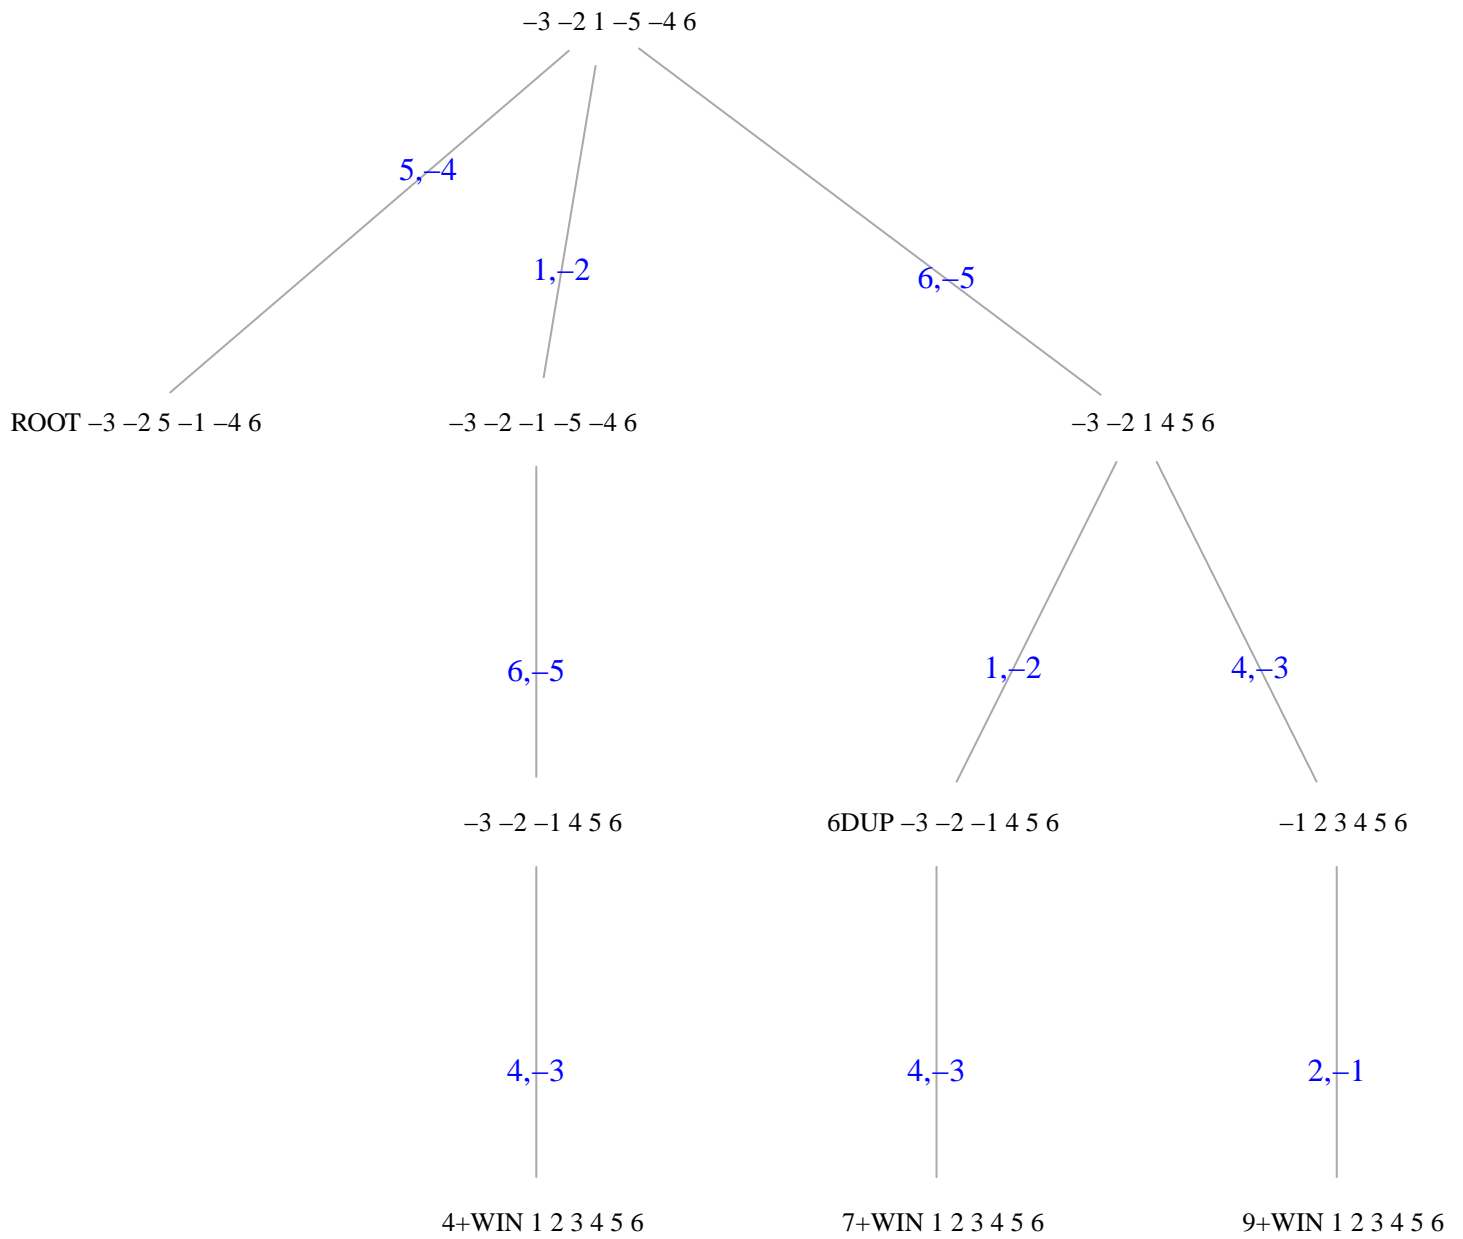 –3 –2 1 –5 –4 6
5,–4
1,–2
6,–5
ROOT –3 –2 5 –1 –4 6
–3 –2 –1 –5 –4 6
–3 –2 1 4 5 6
6,–5
1,–2
4,–3
–3 –2 –1 4 5 6
6DUP –3 –2 –1 4 5 6
–1 2 3 4 5 6
4,–3
4,–3
2,–1
4+WIN 1 2 3 4 5 6
7+WIN 1 2 3 4 5 6
9+WIN 1 2 3 4 5 6